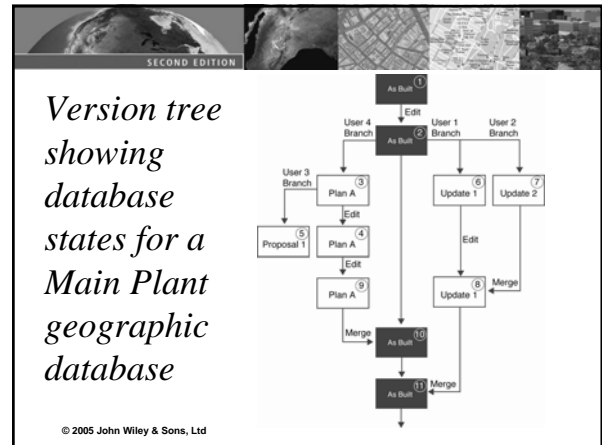 SECOND EDITION
Version tree
showing
database
states for a
Main Plant
geographic
database
© 2005 John Wiley & Sons, Ltd
1
As Built
Edit
User 4
Branch
2
As Built
User 1
Branch
User 2
Branch
User 3
Branch
3
Plan A
6
Update 1
7
Update 2
Edit
5
Proposal 1
4
Plan A
Edit
Edit
9
Plan A
8
Update 1
Merge
Merge
10
As Built
11
As Built
Merge